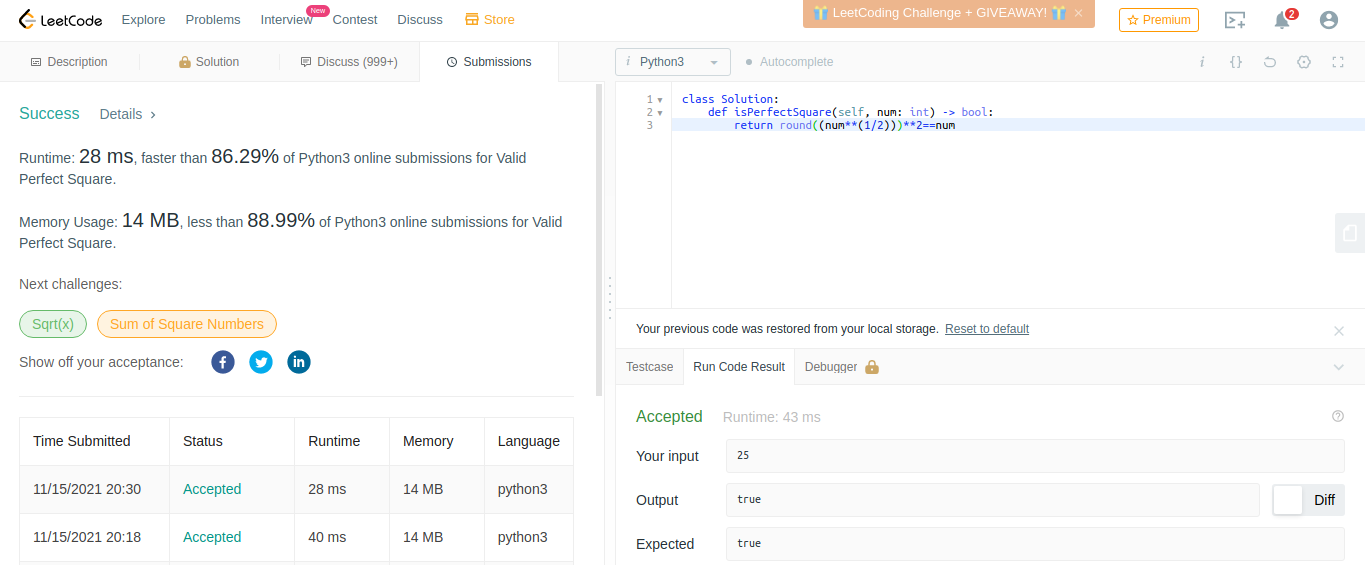 LeetCode Explore Problems Interview New Contest Discuss Store LeetCoding Challenge + GIVEAWAY! × Premium 2
Description Solution Discuss (999+) Submissions
i Python3 Autocomplete i {}
Success Details >
Runtime: 28 ms, faster than 86.29% of Python3 online submissions for Valid
Perfect Square.
Memory Usage: 14 MB, less than 88.99% of Python3 online submissions for Valid
Perfect Square.
Next challenges:
Sqrt(x) Sum of Square Numbers
Show off your acceptance: f in
Time Submitted Status Runtime Memory Language
11/15/2021 20:30 Accepted 28 ms 14 MB python3
11/15/2021 20:18 Accepted 40 ms 14 MB python3
1 class Solution:
2 def isPerfectSquare(self, num: int) -> bool:
3 return round((num**(1/2)))**2==num
Your previous code was restored from your local storage. Reset to default
Testcase Run Code Result Debugger
Accepted Runtime: 43 ms
Your input 25
Output true Diff
Expected true